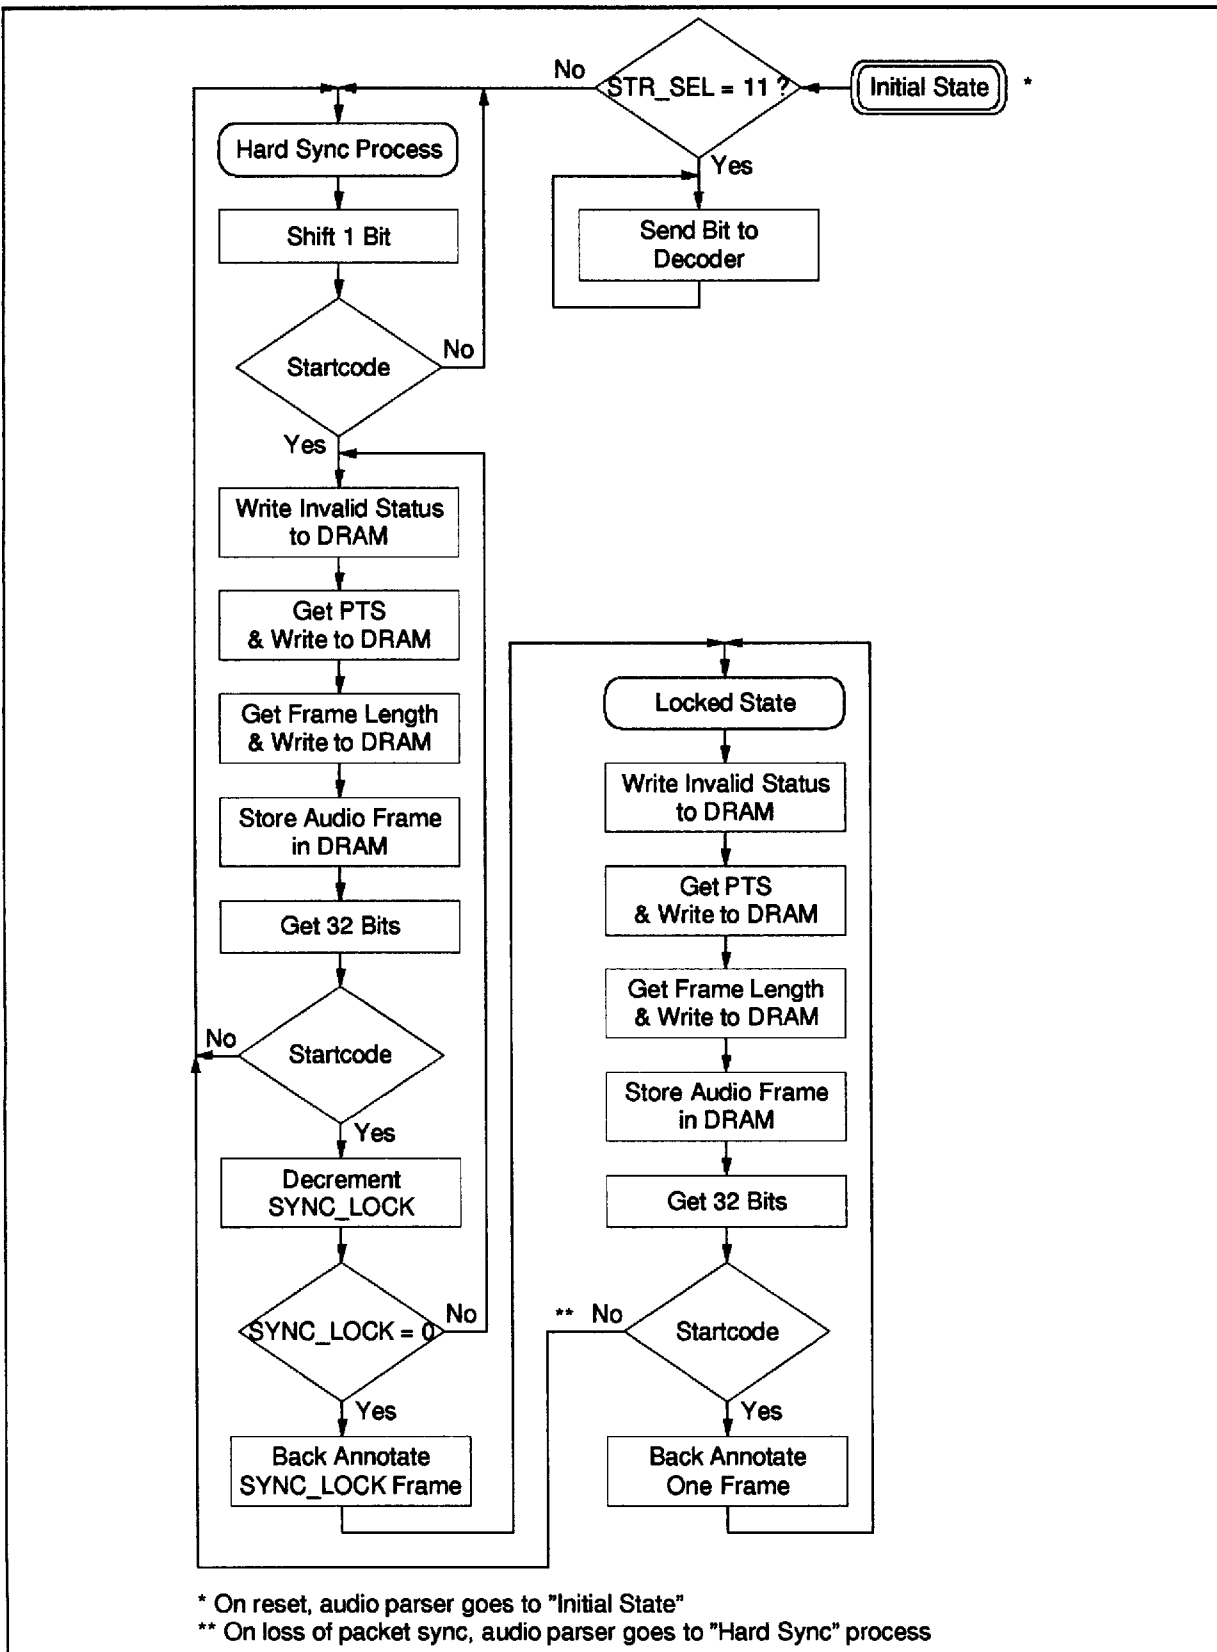 Initial State
*
STR_SEL = 11 ?
No
Yes
Send Bit to
Decoder
Hard Sync Process
Shift 1 Bit
Startcode
No
Yes
Write Invalid Status
to DRAM
Get PTS
& Write to DRAM
Get Frame Length
& Write to DRAM
Store Audio Frame
in DRAM
Get 32 Bits
Startcode
No
Yes
Decrement
SYNC_LOCK
SYNC_LOCK = 0
No
Yes
Back Annotate
SYNC_LOCK Frame
Locked State
Write Invalid Status
to DRAM
Get PTS
& Write to DRAM
Get Frame Length
& Write to DRAM
Store Audio Frame
in DRAM
Get 32 Bits
Startcode
** No
Yes
Back Annotate
One Frame
* On reset, audio parser goes to "Initial State"
** On loss of packet sync, audio parser goes to "Hard Sync" process